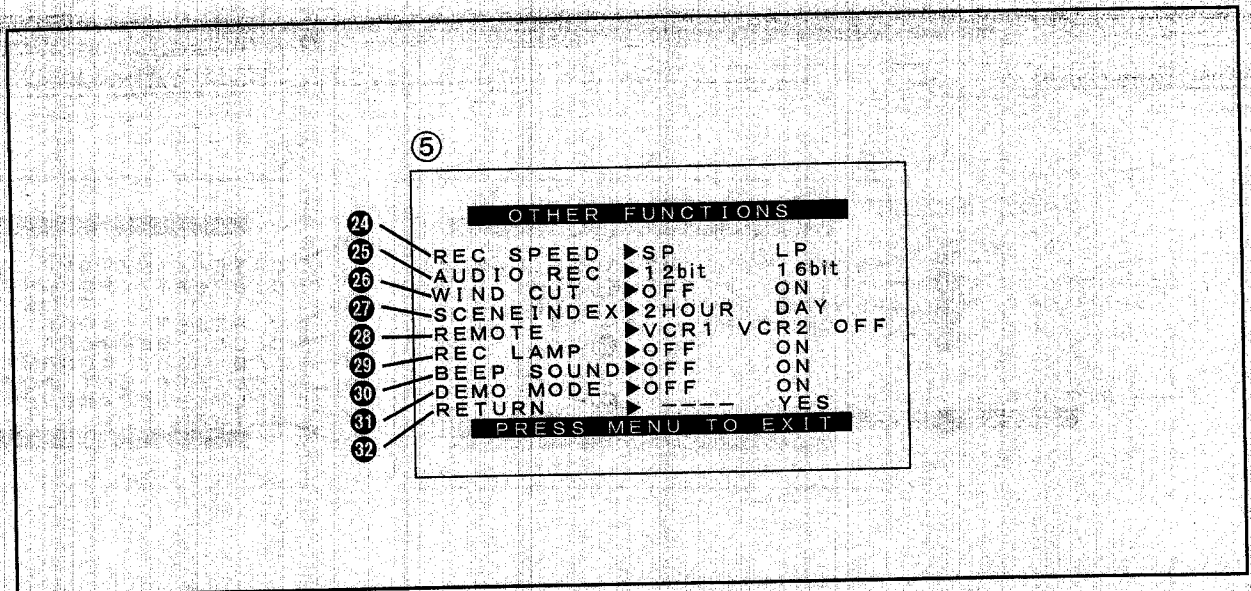 ⑤
OTHER FUNCTIONS
㉔ REC SPEED ▶SP LP
㉕ AUDIO REC ▶12bit 16bit
㉖ WIND CUT ▶OFF ON
㉗ SCENEINDEX▶2HOUR DAY
㉘ REMOTE ▶VCR1 VCR2 OFF
㉙ REC LAMP ▶OFF ON
㉚ BEEP SOUND▶OFF ON
㉛ DEMO MODE ▶OFF ON
㉜ RETURN ▶ ---- YES
PRESS MENU TO EXIT